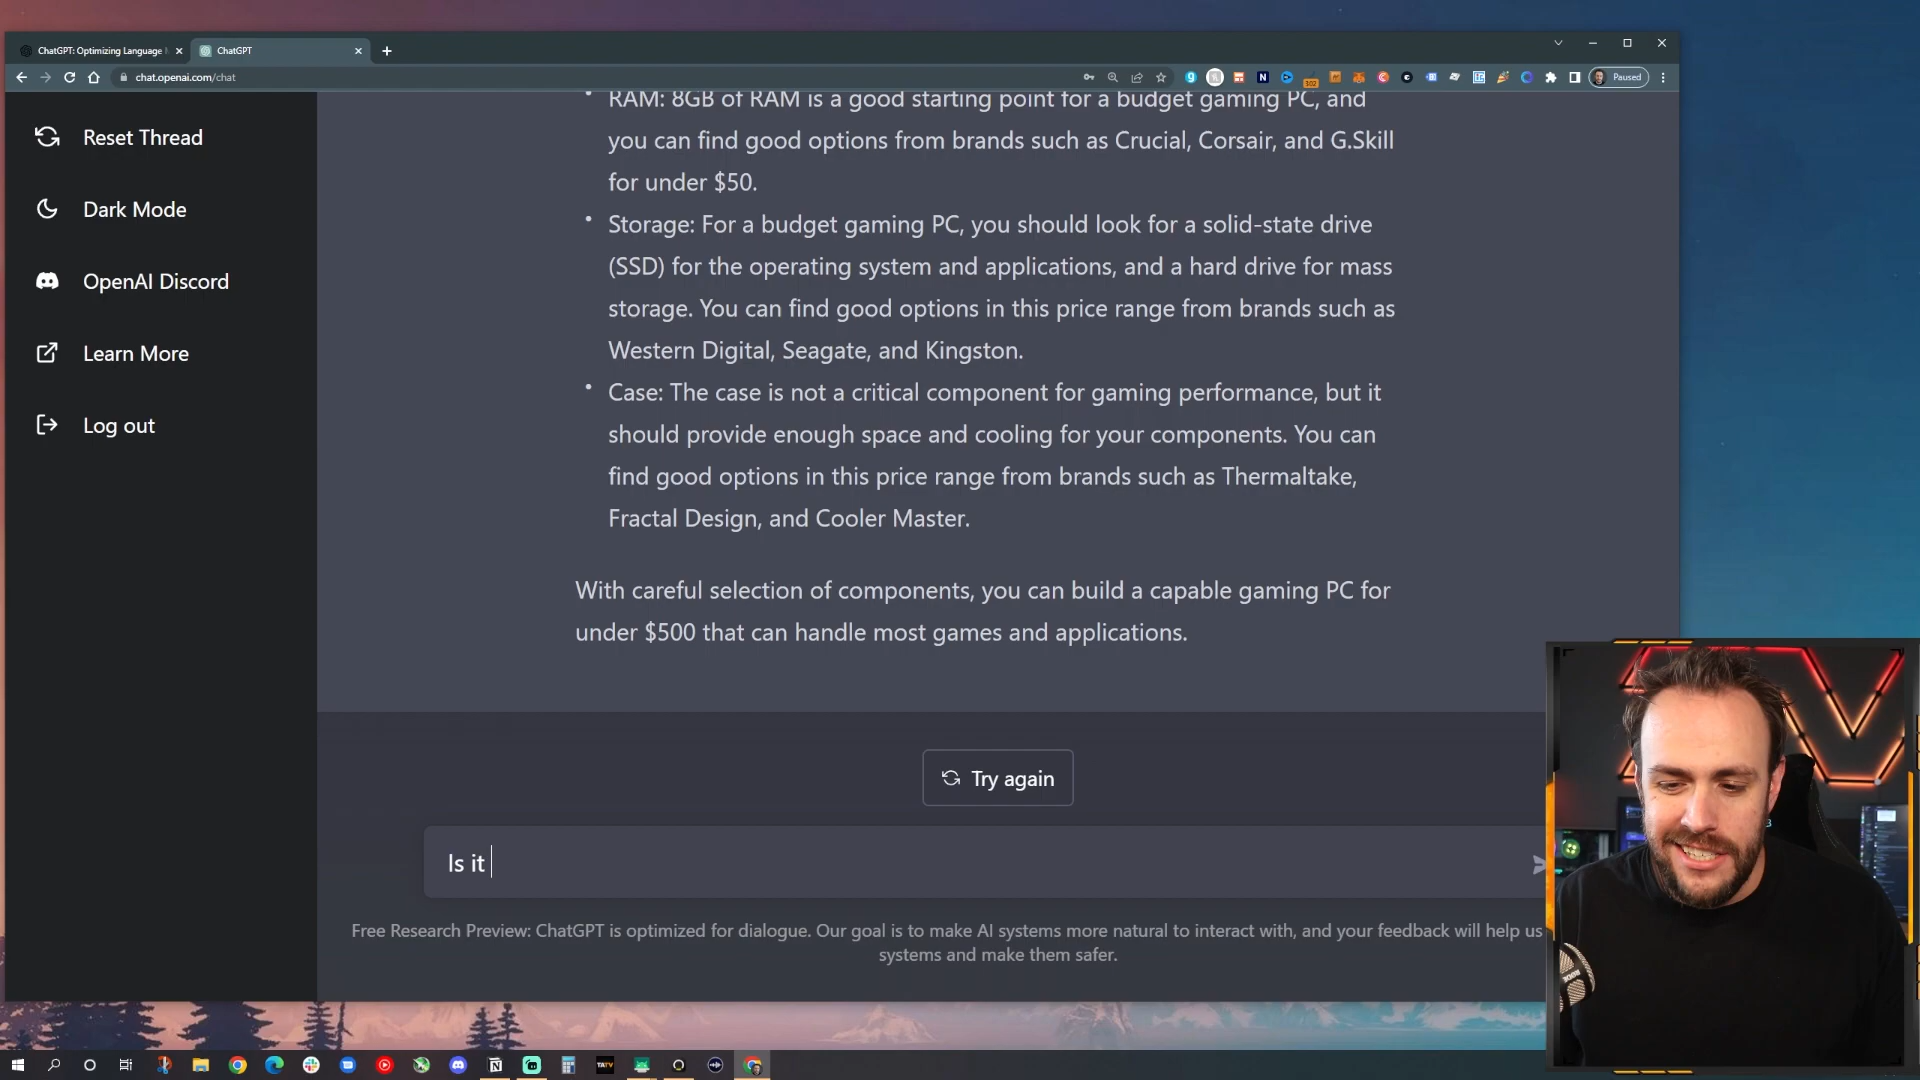 ChatGPT: Optimizing Language
ChatGPT
chat.openai.com/chat
Paused
Reset Thread
Dark Mode
OpenAI Discord
Learn More
Log out
RAM: 8GB of RAM is a good starting point for a budget gaming PC, and
you can find good options from brands such as Crucial, Corsair, and G.Skill
for under $50.
Storage: For a budget gaming PC, you should look for a solid-state drive
(SSD) for the operating system and applications, and a hard drive for mass
storage. You can find good options in this price range from brands such as
Western Digital, Seagate, and Kingston.
Case: The case is not a critical component for gaming performance, but it
should provide enough space and cooling for your components. You can
find good options in this price range from brands such as Thermaltake,
Fractal Design, and Cooler Master.
With careful selection of components, you can build a capable gaming PC for
under $500 that can handle most games and applications.
Try again
Is it
Free Research Preview: ChatGPT is optimized for dialogue. Our goal is to make AI systems more natural to interact with, and your feedback will help us
systems and make them safer.
TATV